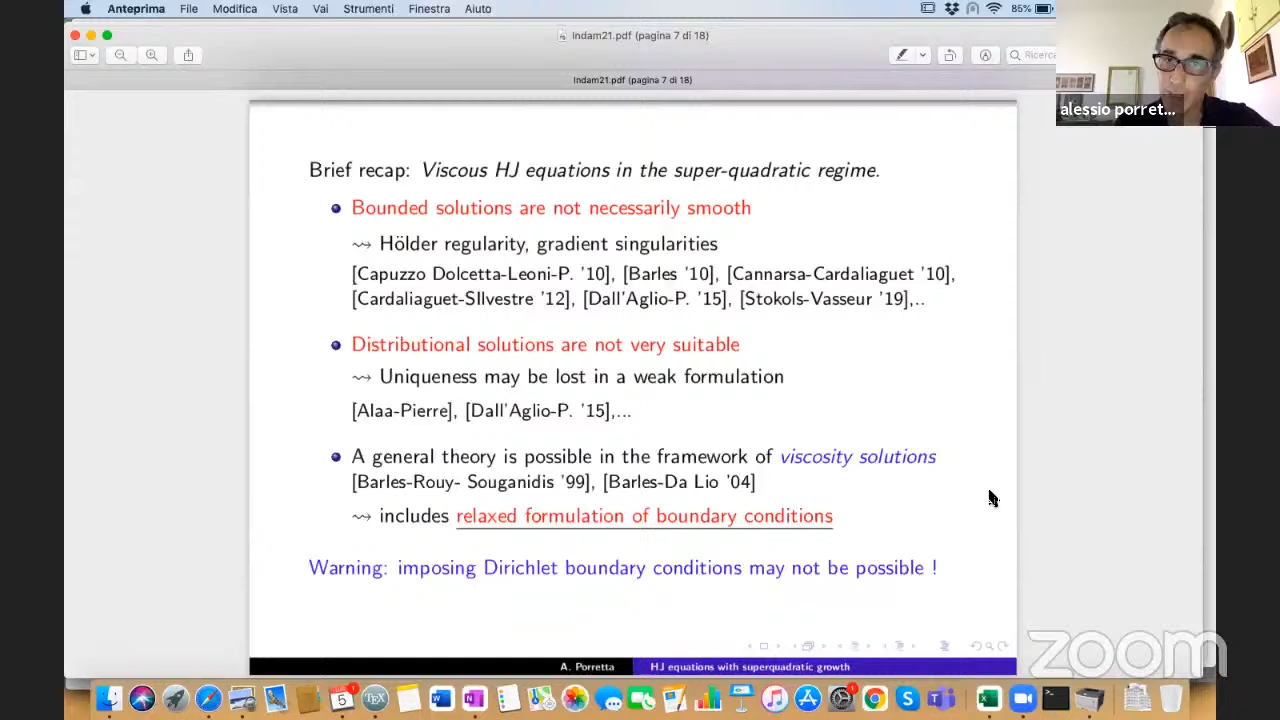 Anteprima File Modifica Vista Vai Strumenti Finestra Aiuto 85%
Indam21.pdf (pagina 7 di 18)
Indam21.pdf (pagina 7 di 18)
alessio porret...
Brief recap: Viscous HJ equations in the super-quadratic regime.
Bounded solutions are not necessarily smooth
⇝ Hölder regularity, gradient singularities
[Capuzzo Dolcetta-Leoni-P. '10], [Barles '10], [Cannarsa-Cardaliaguet '10],
[Cardaliaguet-SIlvestre '12], [Dall'Aglio-P. '15], [Stokols-Vasseur '19],..
Distributional solutions are not very suitable
⇝ Uniqueness may be lost in a weak formulation
[Alaa-Pierre], [Dall'Aglio-P. '15],...
A general theory is possible in the framework of viscosity solutions
[Barles-Rouy- Souganidis '99], [Barles-Da Lio '04]
⇝ includes relaxed formulation of boundary conditions
Warning: imposing Dirichlet boundary conditions may not be possible !
A. Porretta HJ equations with superquadratic growth
zoom